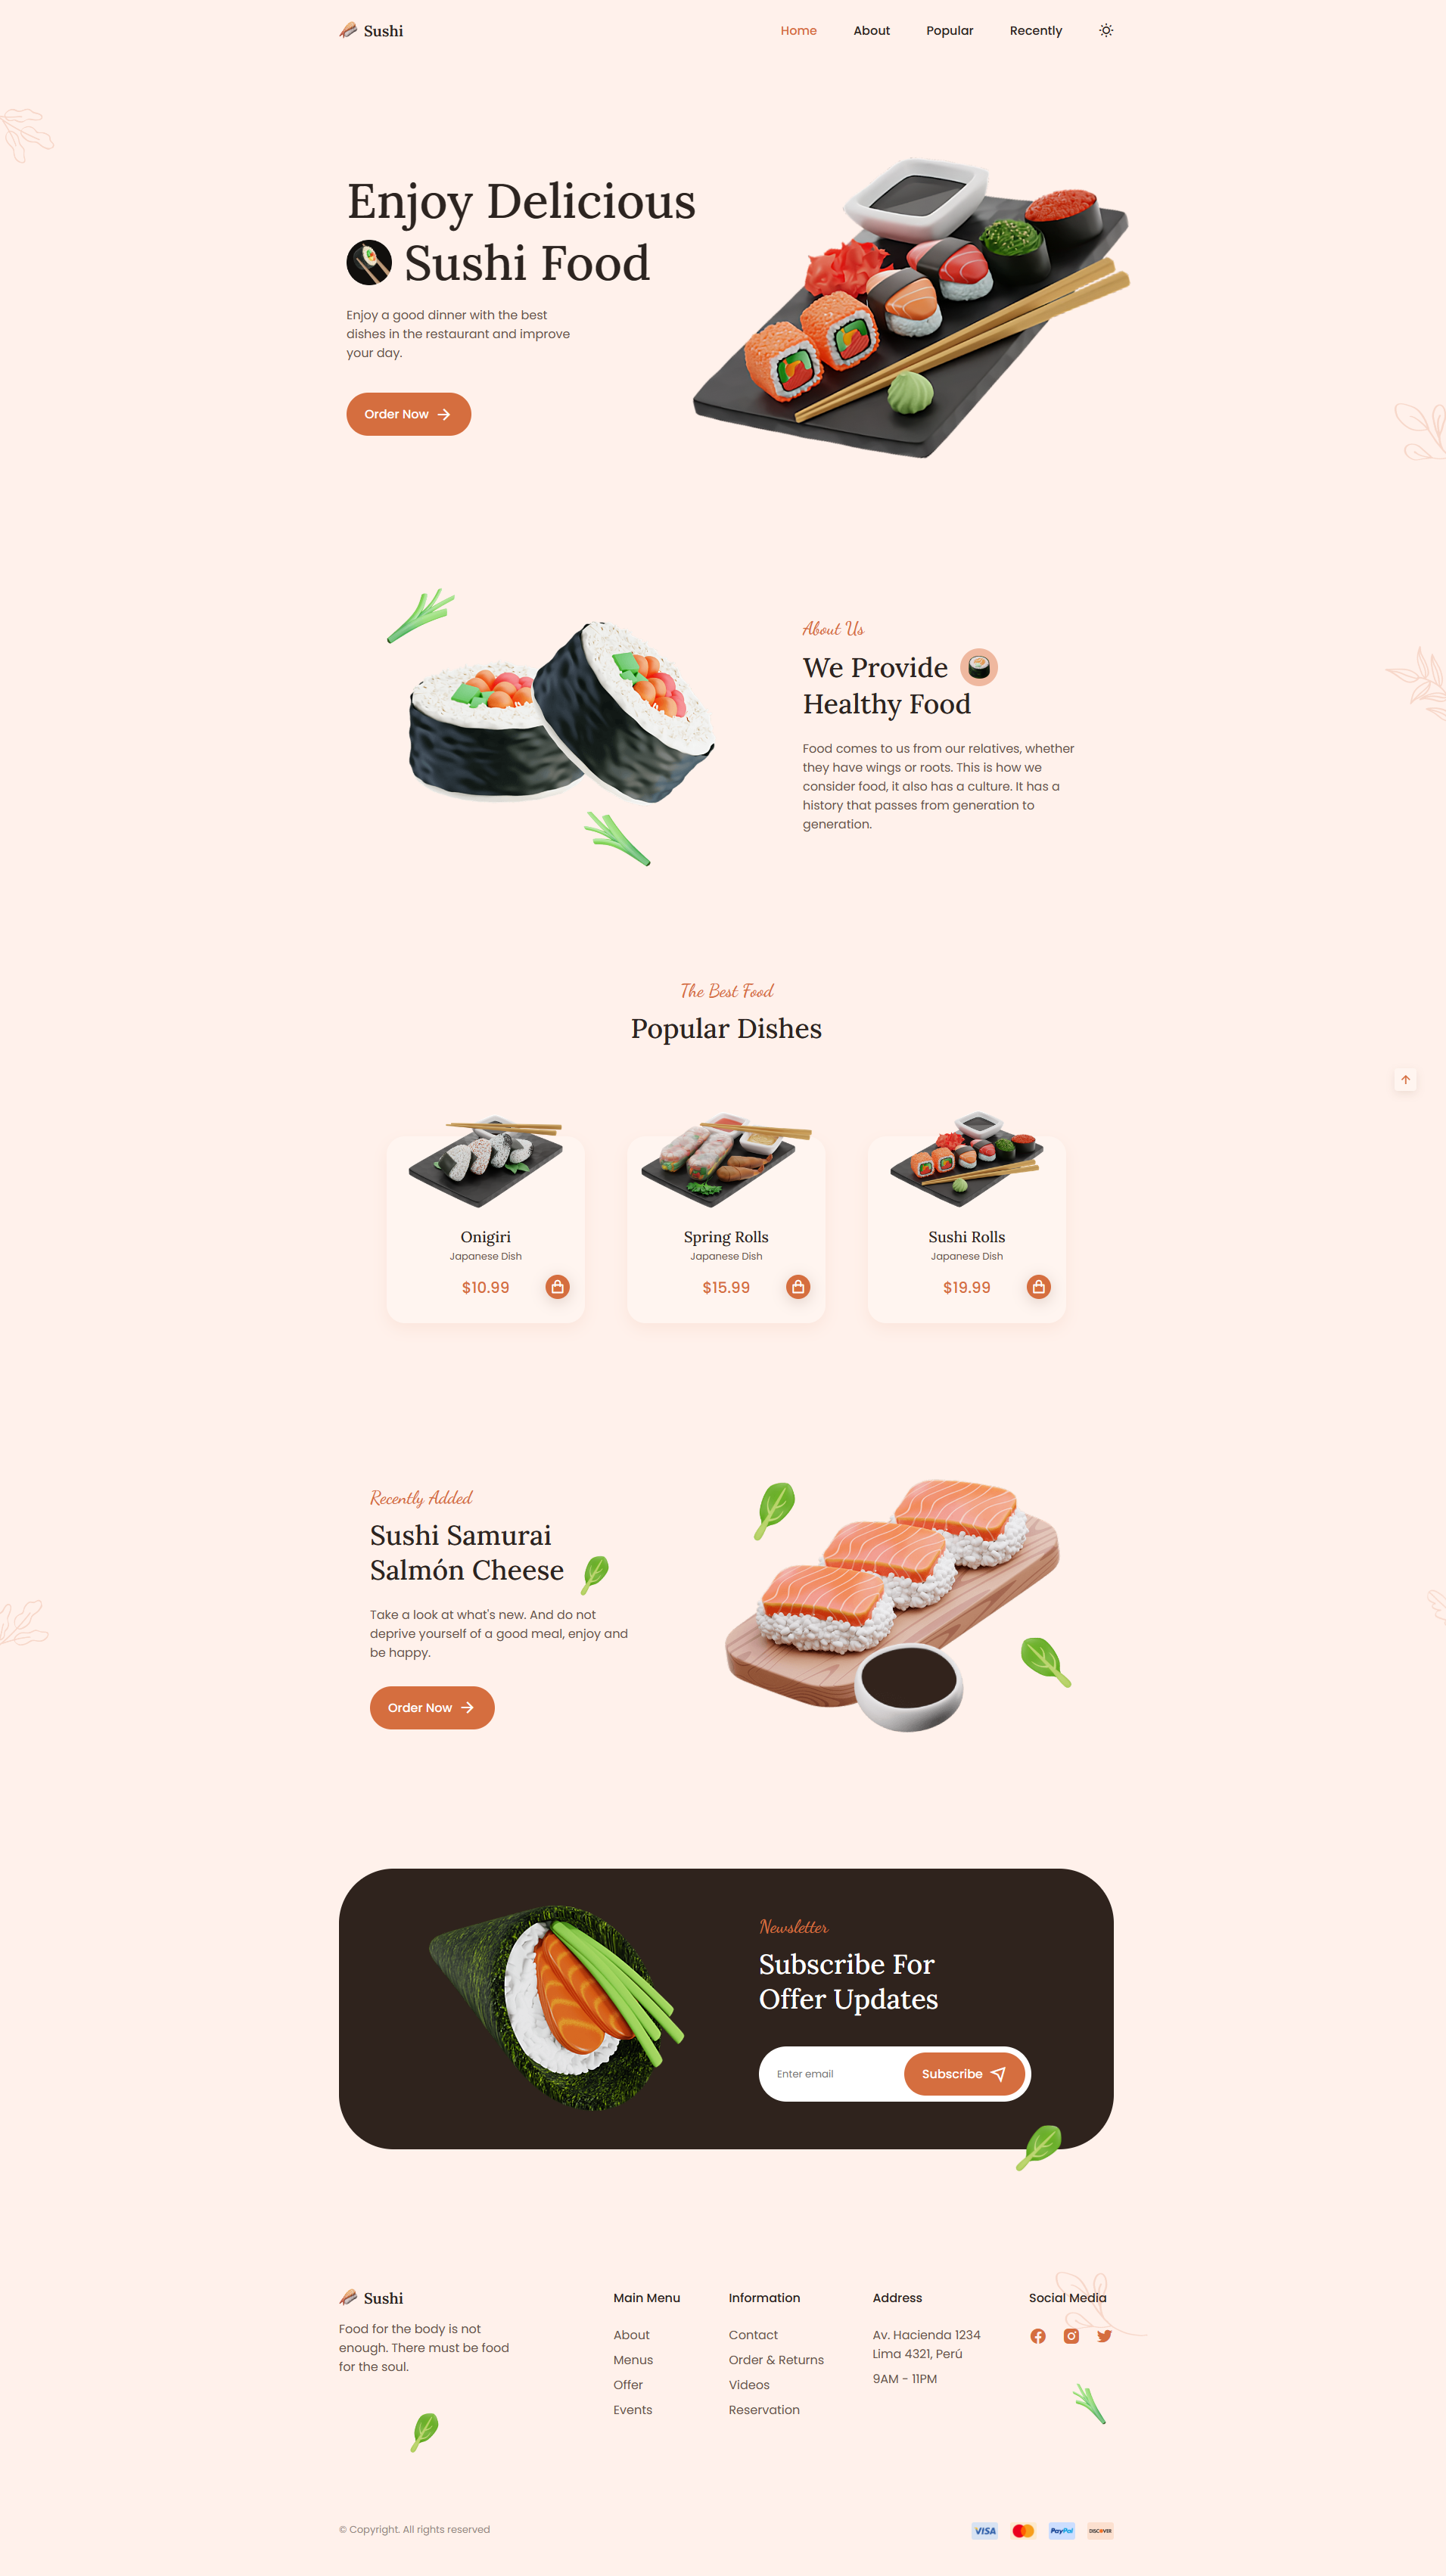 Sushi
Home
About
Popular
Recently
Enjoy Delicious
Sushi Food
Enjoy a good dinner with the best
dishes in the restaurant and improve
your day.
Order Now
About Us
We Provide
Healthy Food
Food comes to us from our relatives, whether
they have wings or roots. This is how we
consider food, it also has a culture. It has a
history that passes from generation to
generation.
The Best Food
Popular Dishes
Onigiri
Japanese Dish
$10.99
Spring Rolls
Japanese Dish
$15.99
Sushi Rolls
Japanese Dish
$19.99
Recently Added
Sushi Samurai
Salmón Cheese
Take a look at what's new. And do not
deprive yourself of a good meal, enjoy and
be happy.
Order Now
Newsletter
Subscribe For
Offer Updates
Enter email
Subscribe
Sushi
Food for the body is not
enough. There must be food
for the soul.
Main Menu
About
Menus
Offer
Events
Information
Contact
Order & Returns
Videos
Reservation
Address
Av. Hacienda 1234
Lima 4321, Perú
9AM - 11PM
Social Media
© Copyright. All rights reserved
VISA
PayPal
DISCOVER